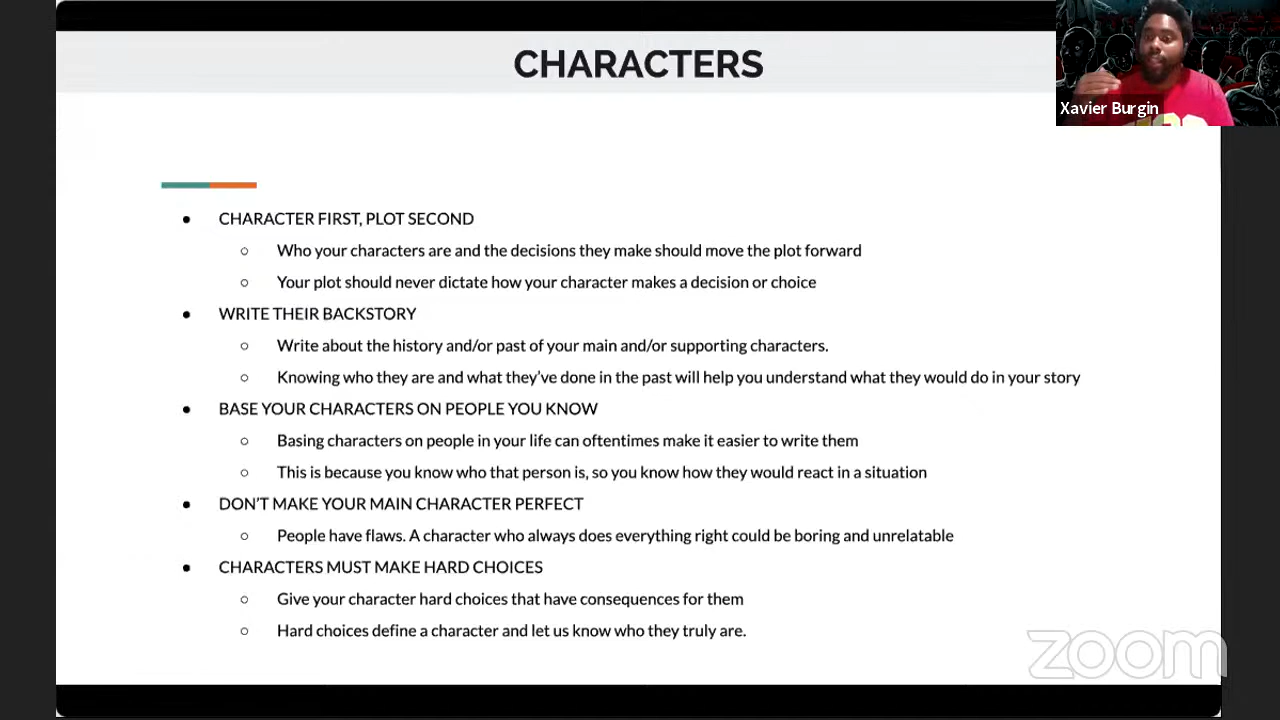 CHARACTERS
Xavier Burgin
CHARACTER FIRST, PLOT SECOND
Who your characters are and the decisions they make should move the plot forward
Your plot should never dictate how your character makes a decision or choice
WRITE THEIR BACKSTORY
Write about the history and/or past of your main and/or supporting characters.
Knowing who they are and what they've done in the past will help you understand what they would do in your story
BASE YOUR CHARACTERS ON PEOPLE YOU KNOW
Basing characters on people in your life can oftentimes make it easier to write them
This is because you know who that person is, so you know how they would react in a situation
DON'T MAKE YOUR MAIN CHARACTER PERFECT
People have flaws. A character who always does everything right could be boring and unrelatable
CHARACTERS MUST MAKE HARD CHOICES
Give your character hard choices that have consequences for them
Hard choices define a character and let us know who they truly are.
zoom